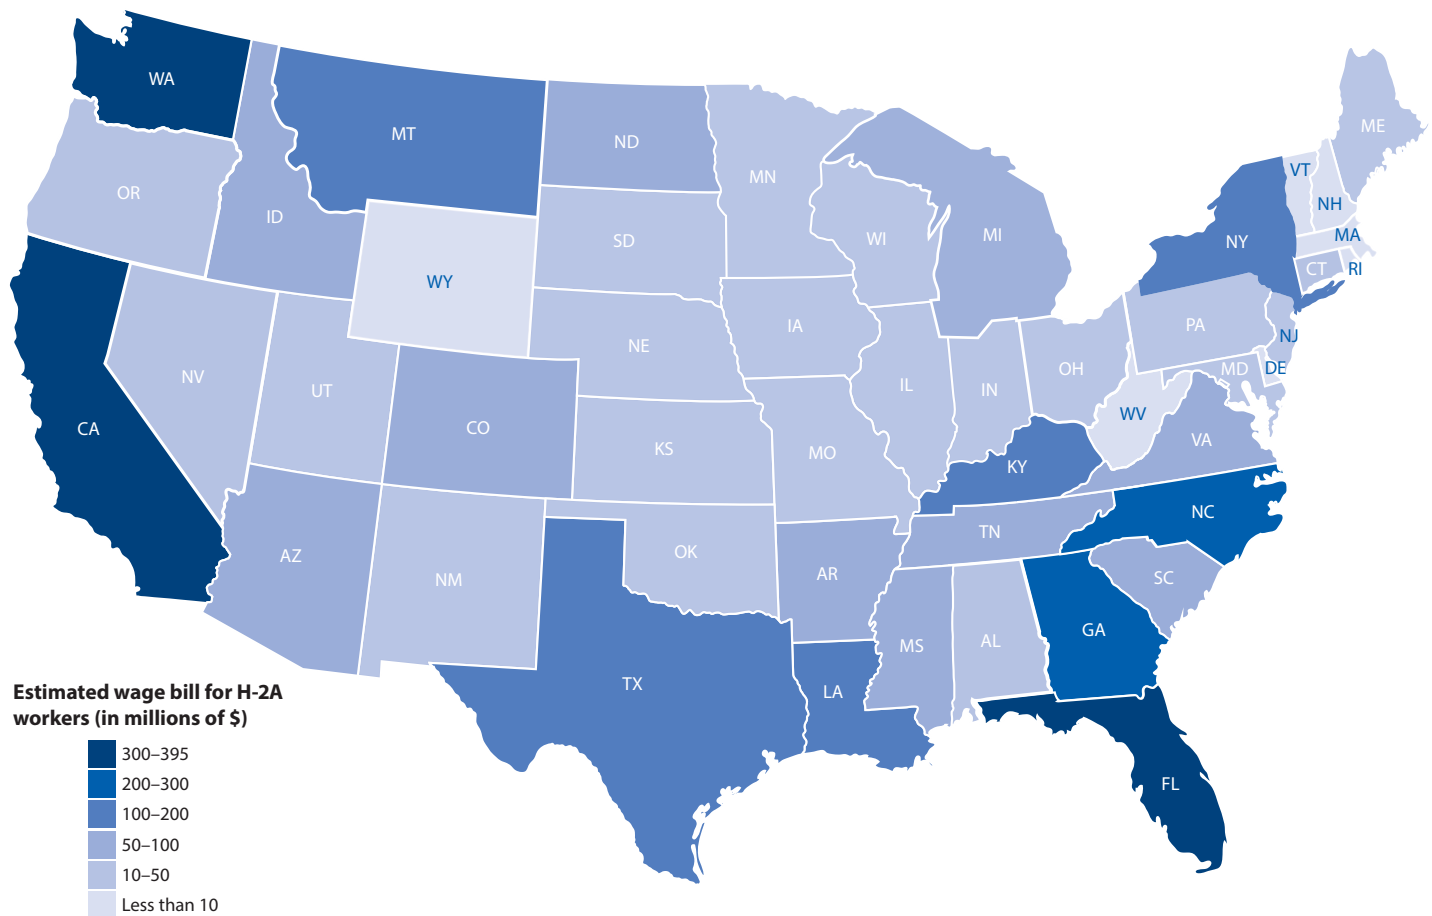 WA
MT
ND
MN
ME
OR
ID
SD
WI
MI
VT
NH
NY
MA
CT
RI
WY
NV
UT
NE
IA
PA
NJ
IL
IN
OH
MD
DE
CA
CO
KS
MO
WV
VA
KY
AZ
NM
OK
AR
TN
NC
SC
MS
AL
GA
TX
LA
FL
Estimated wage bill for H-2A
workers (in millions of $)
300–395
200–300
100–200
50–100
10–50
Less than 10